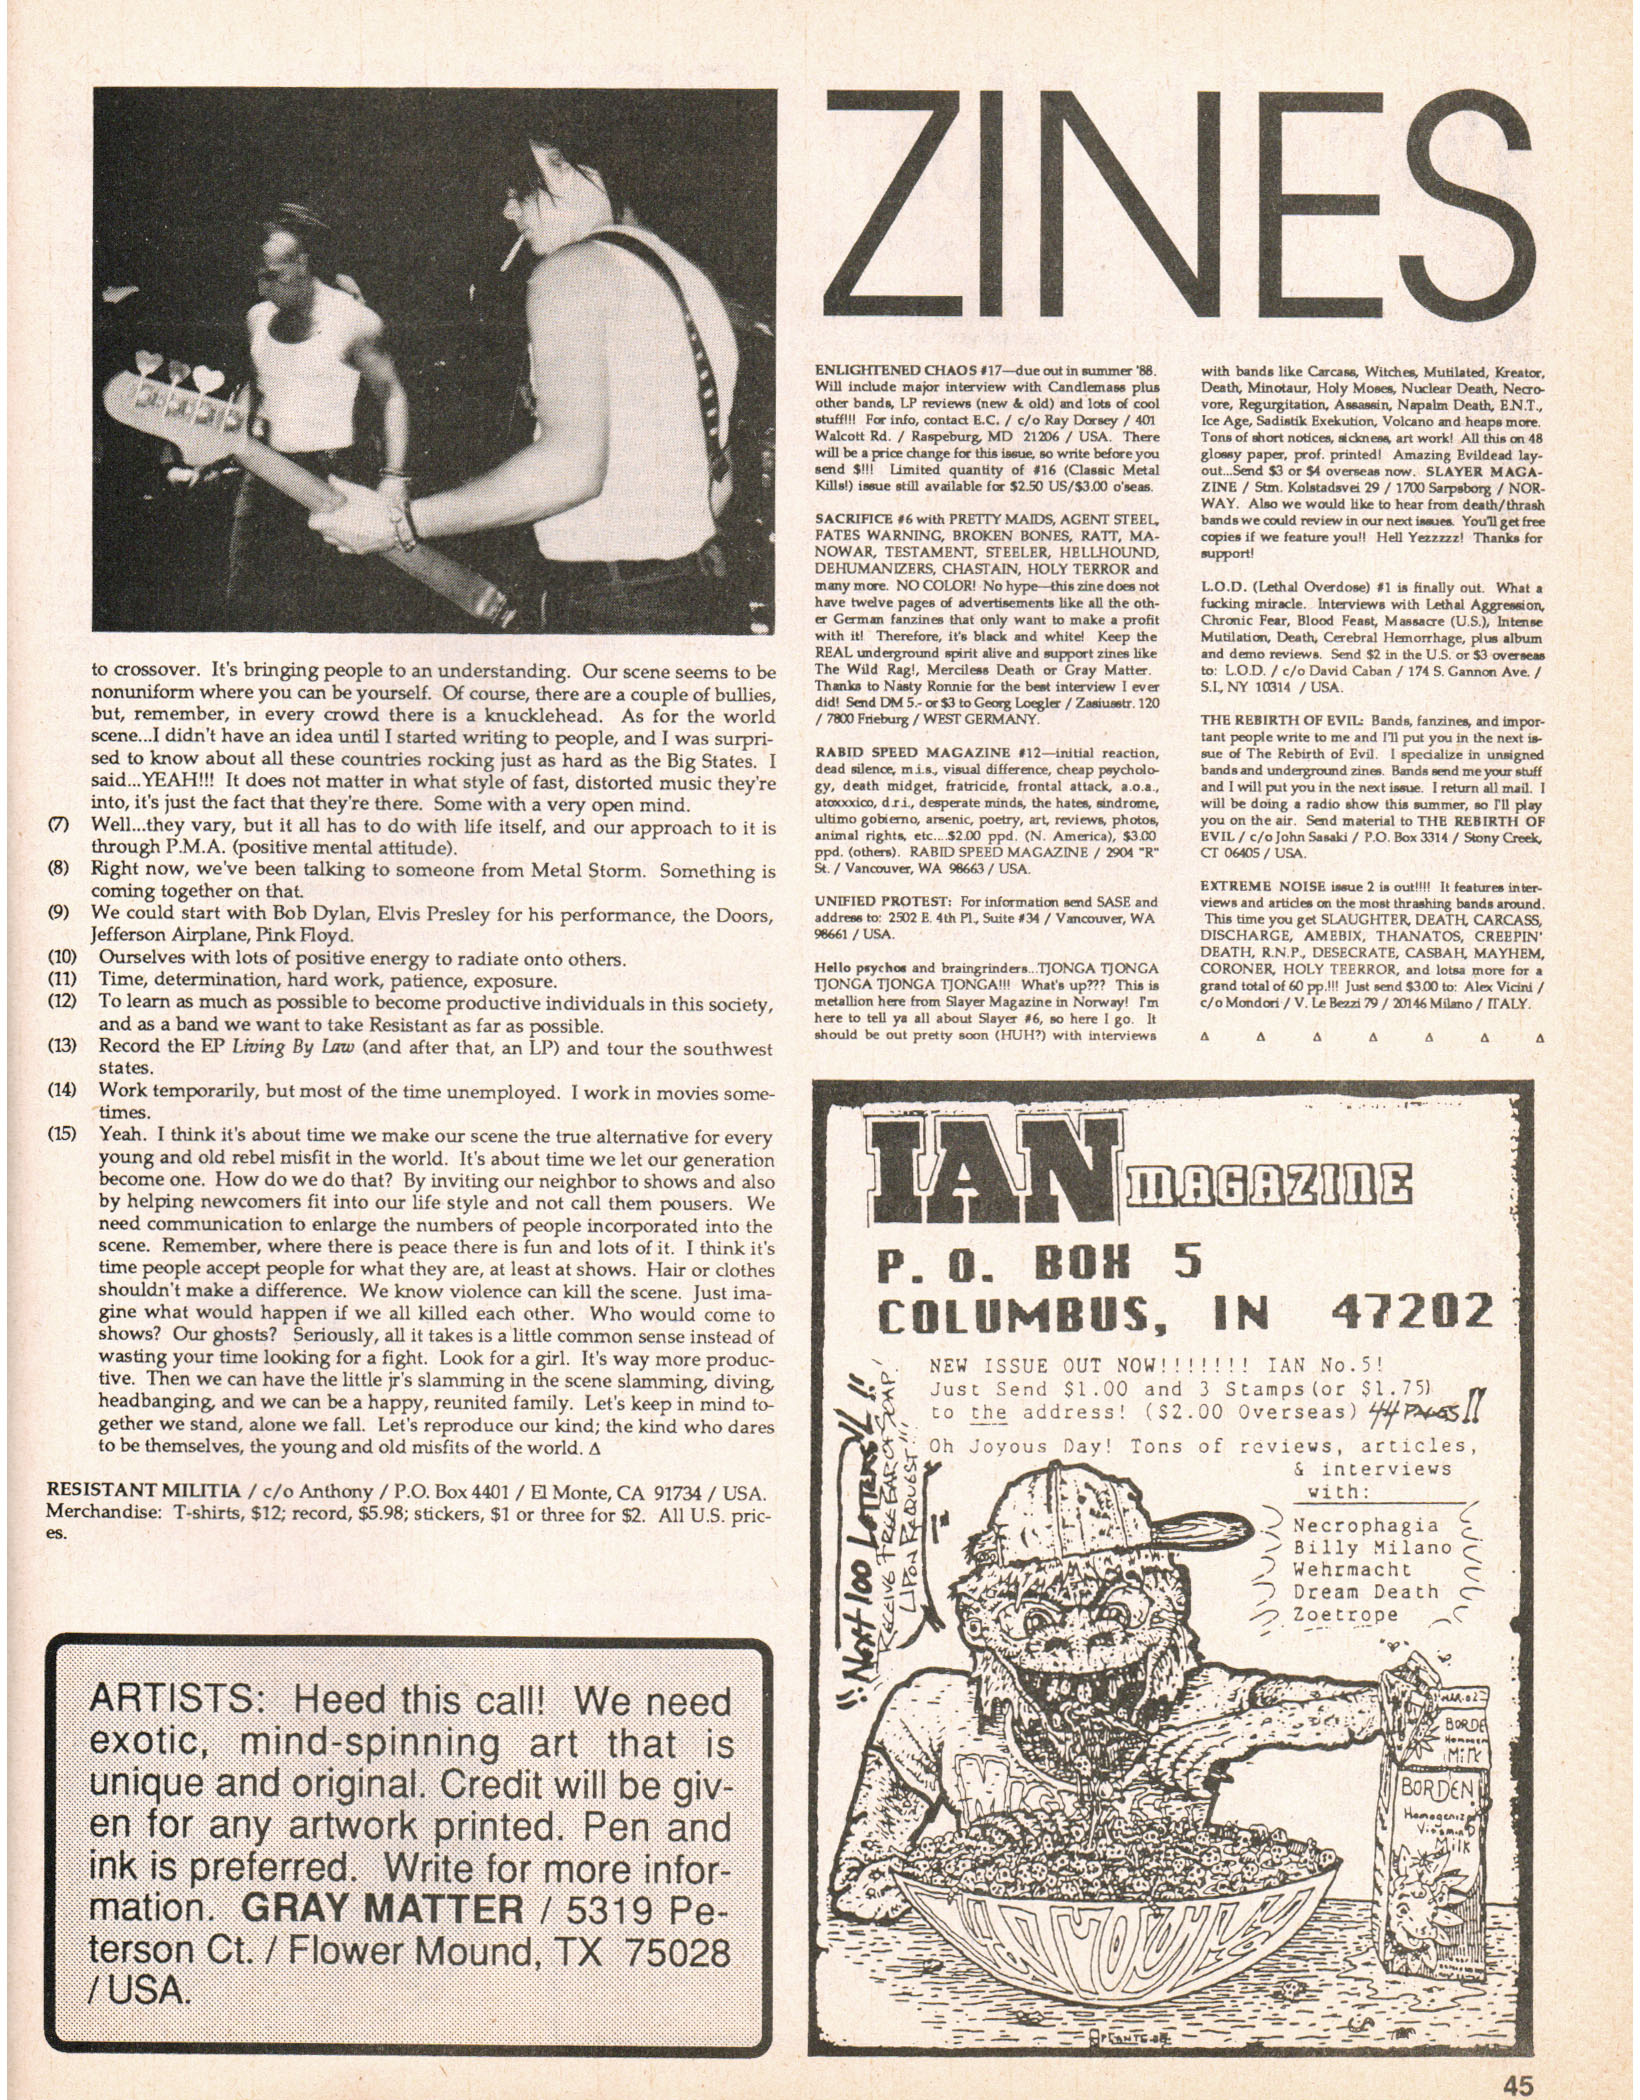 to crossover. It's bringing people to an understanding. Our scene seems to be
nonuniform where you can be yourself. Of course, there are a couple of bullies,
but, remember, in every crowd there is a knucklehead. As for the world
scene...I didn't have an idea until I started writing to people, and I was surpri-
sed to know about all these countries rocking just as hard as the Big States. I
said...YEAH!!! It does not matter in what style of fast, distorted music they're
into, it's just the fact that they're there. Some with a very open mind.
(7) Well...they vary, but it all has to do with life itself, and our approach to it is
through P.M.A. (positive mental attitude).
(8) Right now, we've been talking to someone from Metal Storm. Something is
coming together on that.
(9) We could start with Bob Dylan, Elvis Presley for his performance, the Doors,
Jefferson Airplane, Pink Floyd.
(10) Ourselves with lots of positive energy to radiate onto others.
(11) Time, determination, hard work, patience, exposure.
(12) To learn as much as possible to become productive individuals in this society,
and as a band we want to take Resistant as far as possible.
(13) Record the EP Living By Law (and after that, an LP) and tour the southwest
states.
(14) Work temporarily, but most of the time unemployed. I work in movies some-
times.
(15) Yeah. I think it's about time we make our scene the true alternative for every
young and old rebel misfit in the world. It's about time we let our generation
become one. How do we do that? By inviting our neighbor to shows and also
by helping newcomers fit into our life style and not call them pousers. We
need communication to enlarge the numbers of people incorporated into the
scene. Remember, where there is peace there is fun and lots of it. I think it's
time people accept people for what they are, at least at shows. Hair or clothes
shouldn't make a difference. We know violence can kill the scene. Just ima-
gine what would happen if we all killed each other. Who would come to
shows? Our ghosts? Seriously, all it takes is a little common sense instead of
wasting your time looking for a fight. Look for a girl. It's way more produc-
tive. Then we can have the little jr's slamming in the scene slamming, diving,
headbanging, and we can be a happy, reunited family. Let's keep in mind to-
gether we stand, alone we fall. Let's reproduce our kind; the kind who dares
to be themselves, the young and old misfits of the world. Δ
RESISTANT MILITIA / c/o Anthony / P.O. Box 4401 / El Monte, CA 91734 / USA.
Merchandise: T-shirts, $12; record, $5.98; stickers, $1 or three for $2. All U.S. pric-
es.
ARTISTS: Heed this call! We need
exotic, mind-spinning art that is
unique and original. Credit will be giv-
en for any artwork printed. Pen and
ink is preferred. Write for more infor-
mation. GRAY MATTER / 5319 Pe-
terson Ct. / Flower Mound, TX 75028
/ USA.
ZINES
ENLIGHTENED CHAOS #17—due out in summer '88.
Will include major interview with Candlemass plus
other bands, LP reviews (new & old) and lots of cool
stuff!!! For info, contact E.C. / c/o Ray Dorsey / 401
Walcott Rd. / Raspeburg, MD 21206 / USA. There
will be a price change for this issue, so write before you
send $!!! Limited quantity of #16 (Classic Metal
Kills!) issue still available for $2.50 US/$3.00 o'seas.
SACRIFICE #6 with PRETTY MAIDS, AGENT STEEL,
FATES WARNING, BROKEN BONES, RATT, MA-
NOWAR, TESTAMENT, STEELER, HELLHOUND,
DEHUMANIZERS, CHASTAIN, HOLY TERROR and
many more. NO COLOR! No hype—this zine does not
have twelve pages of advertisements like all the oth-
er German fanzines that only want to make a profit
with it! Therefore, it's black and white! Keep the
REAL underground spirit alive and support zines like
The Wild Rag!, Merciless Death or Gray Matter.
Thanks to Nasty Ronnie for the best interview I ever
did! Send DM 5.- or $3 to Georg Loegler / Zasiusstr. 120
/ 7800 Frieburg / WEST GERMANY.
RABID SPEED MAGAZINE #12—initial reaction,
dead silence, m.i.s., visual difference, cheap psycholo-
gy, death midget, fratricide, frontal attack, a.o.a.,
atoxxxico, d.r.i., desperate minds, the hates, sindrome,
ultimo gobierno, arsenic, poetry, art, reviews, photos,
animal rights, etc....$2.00 ppd. (N. America), $3.00
ppd. (others). RABID SPEED MAGAZINE / 2904 "R"
St. / Vancouver, WA 98663 / USA.
UNIFIED PROTEST: For information send SASE and
address to: 2502 E. 4th Pl., Suite #34 / Vancouver, WA
98661 / USA.
Hello psychos and braingrinders...TJONGA TJONGA
TJONGA TJONGA TJONGA!!! What's up??? This is
metallion here from Slayer Magazine in Norway! I'm
here to tell ya all about Slayer #6, so here I go. It
should be out pretty soon (HUH?) with interviews
with bands like Carcass, Witches, Mutilated, Kreator,
Death, Minotaur, Holy Moses, Nuclear Death, Necro-
vore, Regurgitation, Assassin, Napalm Death, E.N.T.,
Ice Age, Sadistik Exekution, Volcano and heaps more.
Tons of short notices, sickness, art work! All this on 48
glossy paper, prof. printed! Amazing Evildead lay-
out...Send $3 or $4 overseas now. SLAYER MAGA-
ZINE / Stm. Kolstadsvei 29 / 1700 Sarpsborg / NOR-
WAY. Also we would like to hear from death/thrash
bands we could review in our next issues. You'll get free
copies if we feature you!! Hell Yezzzzz! Thanks for
support!
L.O.D. (Lethal Overdose) #1 is finally out. What a
fucking miracle. Interviews with Lethal Aggression,
Chronic Fear, Blood Feast, Massacre (U.S.), Intense
Mutilation, Death, Cerebral Hemorrhage, plus album
and demo reviews. Send $2 in the U.S. or $3 overseas
to: L.O.D. / c/o David Caban / 174 S. Gannon Ave. /
S.I., NY 10314 / USA.
THE REBIRTH OF EVIL: Bands, fanzines, and impor-
tant people write to me and I'll put you in the next is-
sue of The Rebirth of Evil. I specialize in unsigned
bands and underground zines. Bands send me your stuff
and I will put you in the next issue. I return all mail. I
will be doing a radio show this summer, so I'll play
you on the air. Send material to THE REBIRTH OF
EVIL / c/o John Sasaki / P.O. Box 3314 / Stony Creek,
CT 06405 / USA.
EXTREME NOISE issue 2 is out!!!! It features inter-
views and articles on the most thrashing bands around.
This time you get SLAUGHTER, DEATH, CARCASS,
DISCHARGE, AMEBIX, THANATOS, CREEPIN'
DEATH, R.N.P., DESECRATE, CASBAH, MAYHEM,
CORONER, HOLY TEERROR, and lotsa more for a
grand total of 60 pp.!!! Just send $3.00 to: Alex Vicini /
c/o Mondori / V. Le Bezzi 79 / 20146 Milano / ITALY.
Δ Δ Δ Δ Δ Δ Δ
IAN MAGAZINE
P. O. BOX 5
COLUMBUS, IN 47202
NEW ISSUE OUT NOW!!!!!!! IAN No.5!
Just Send $1.00 and 3 Stamps(or $1.75)
to the address! ($2.00 Overseas) 44 PAGES!!
Oh Joyous Day! Tons of reviews, articles,
& interviews
with:
Necrophagia
Billy Milano
Wehrmacht
Dream Death
Zoetrope
!! Next 100 LETTERS!! !!
RECEIVE FREE BAR OF SOAP!
UPON REQUEST!!!
BORDEN
Homogenized
Vitamin D
Milk
45